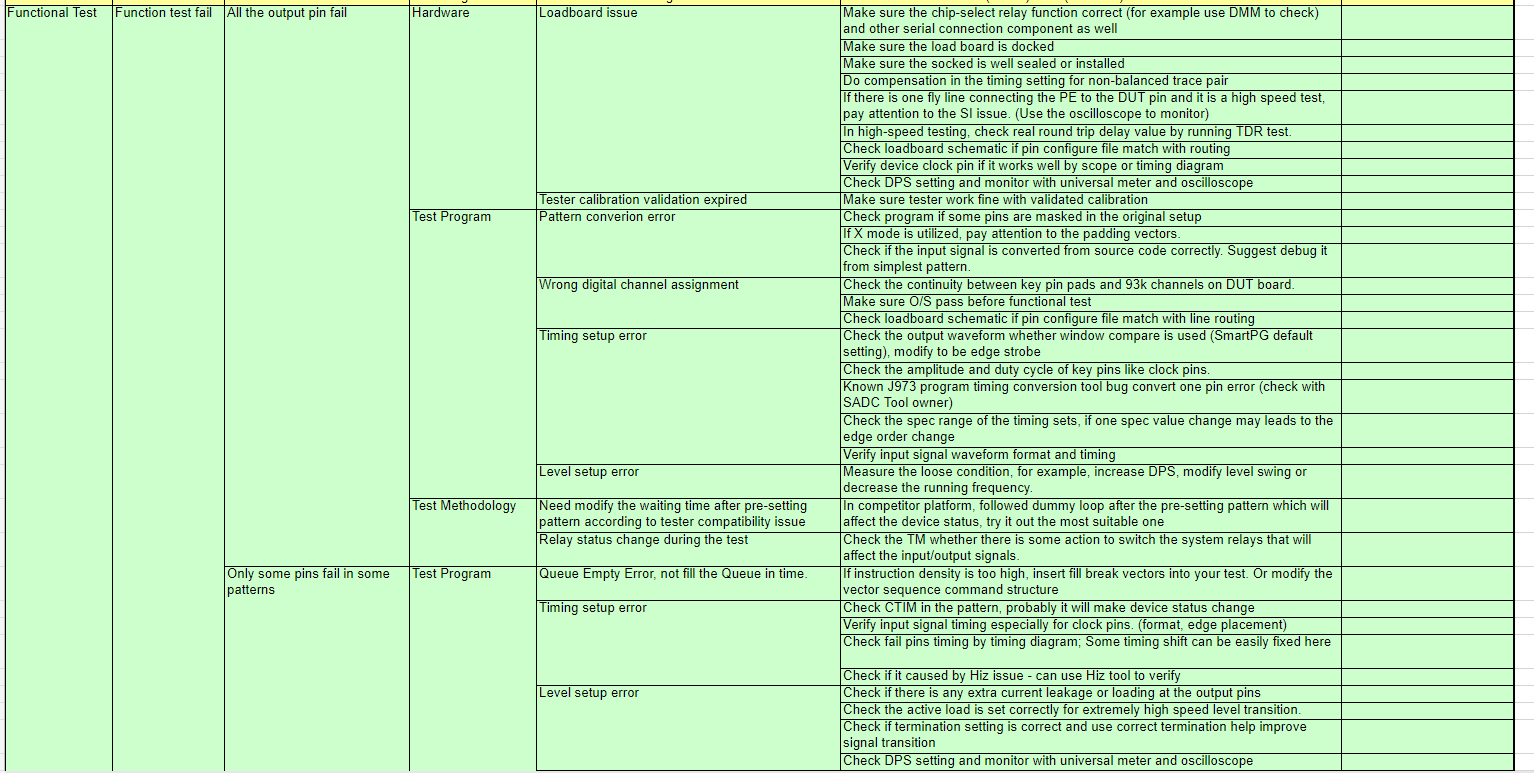 Functional Test
Function test fail
All the output pin fail
Hardware
Loadboard issue
Make sure the chip-select relay function correct (for example use DMM to check)
and other serial connection component as well
Make sure the load board is docked
Make sure the socked is well sealed or installed
Do compensation in the timing setting for non-balanced trace pair
If there is one fly line connecting the PE to the DUT pin and it is a high speed test,
pay attention to the SI issue. (Use the oscilloscope to monitor)
In high-speed testing, check real round trip delay value by running TDR test.
Check loadboard schematic if pin configure file match with routing
Verify device clock pin if it works well by scope or timing diagram
Check DPS setting and monitor with universal meter and oscilloscope
Tester calibration validation expired
Make sure tester work fine with validated calibration
Test Program
Pattern converion error
Check program if some pins are masked in the original setup
If X mode is utilized, pay attention to the padding vectors.
Check if the input signal is converted from source code correctly. Suggest debug it
from simplest pattern.
Wrong digital channel assignment
Check the continuity between key pin pads and 93k channels on DUT board.
Make sure O/S pass before functional test
Check loadboard schematic if pin configure file match with line routing
Timing setup error
Check the output waveform whether window compare is used (SmartPG default
setting), modify to be edge strobe
Check the amplitude and duty cycle of key pins like clock pins.
Known J973 program timing conversion tool bug convert one pin error (check with
SADC Tool owner)
Check the spec range of the timing sets, if one spec value change may leads to the
edge order change
Verify input signal waveform format and timing
Level setup error
Measure the loose condition, for example, increase DPS, modify level swing or
decrease the running frequency.
Test Methodology
Need modify the waiting time after pre-setting
pattern according to tester compatibility issue
In competitor platform, followed dummy loop after the pre-setting pattern which will
affect the device status, try it out the most suitable one
Relay status change during the test
Check the TM whether there is some action to switch the system relays that will
affect the input/output signals.
Only some pins fail in some
patterns
Test Program
Queue Empty Error, not fill the Queue in time.
If instruction density is too high, insert fill break vectors into your test. Or modify the
vector sequence command structure
Timing setup error
Check CTIM in the pattern, probably it will make device status change
Verify input signal timing especially for clock pins. (format, edge placement)
Check fail pins timing by timing diagram; Some timing shift can be easily fixed here
Check if it caused by Hiz issue - can use Hiz tool to verify
Level setup error
Check if there is any extra current leakage or loading at the output pins
Check the active load is set correctly for extremely high speed level transition.
Check if termination setting is correct and use correct termination help improve
signal transition
Check DPS setting and monitor with universal meter and oscilloscope